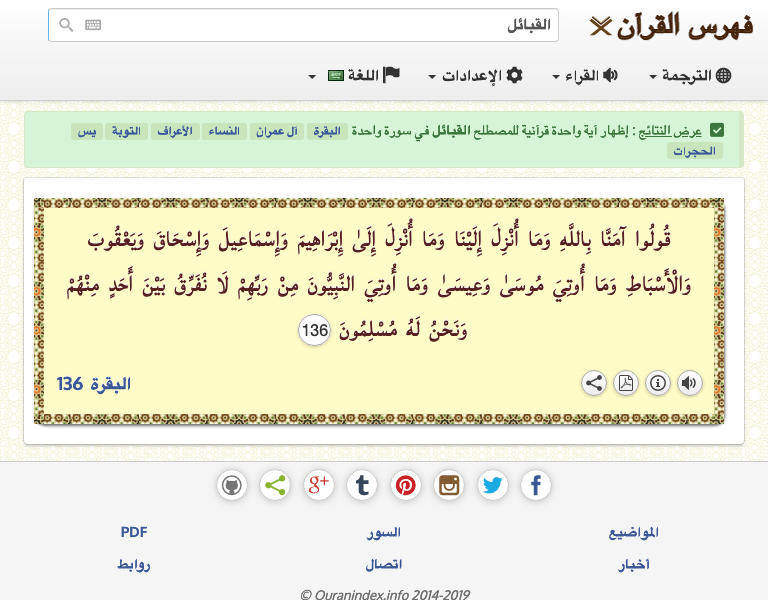 فهرس القرآن
القبائل
الترجمة القراء الإعدادات اللغة
عرض النتائج : إظهار آية واحدة قرآنية للمصطلح القبائل في سورة واحدة البقرة آل عمران النساء الأعراف التوبة يس
الحجرات
قُولُوا آمَنَّا بِاللَّهِ وَمَا أُنْزِلَ إِلَيْنَا وَمَا أُنْزِلَ إِلَىٰ إِبْرَاهِيمَ وَإِسْمَاعِيلَ وَإِسْحَاقَ وَيَعْقُوبَ
وَالْأَسْبَاطِ وَمَا أُوتِيَ مُوسَىٰ وَعِيسَىٰ وَمَا أُوتِيَ النَّبِيُّونَ مِنْ رَبِّهِمْ لَا نُفَرِّقُ بَيْنَ أَحَدٍ مِنْهُمْ
وَنَحْنُ لَهُ مُسْلِمُونَ 136
البقرة 136
المواضيع السور PDF
أخبار اتصال روابط
© Quranindex.info 2014-2019